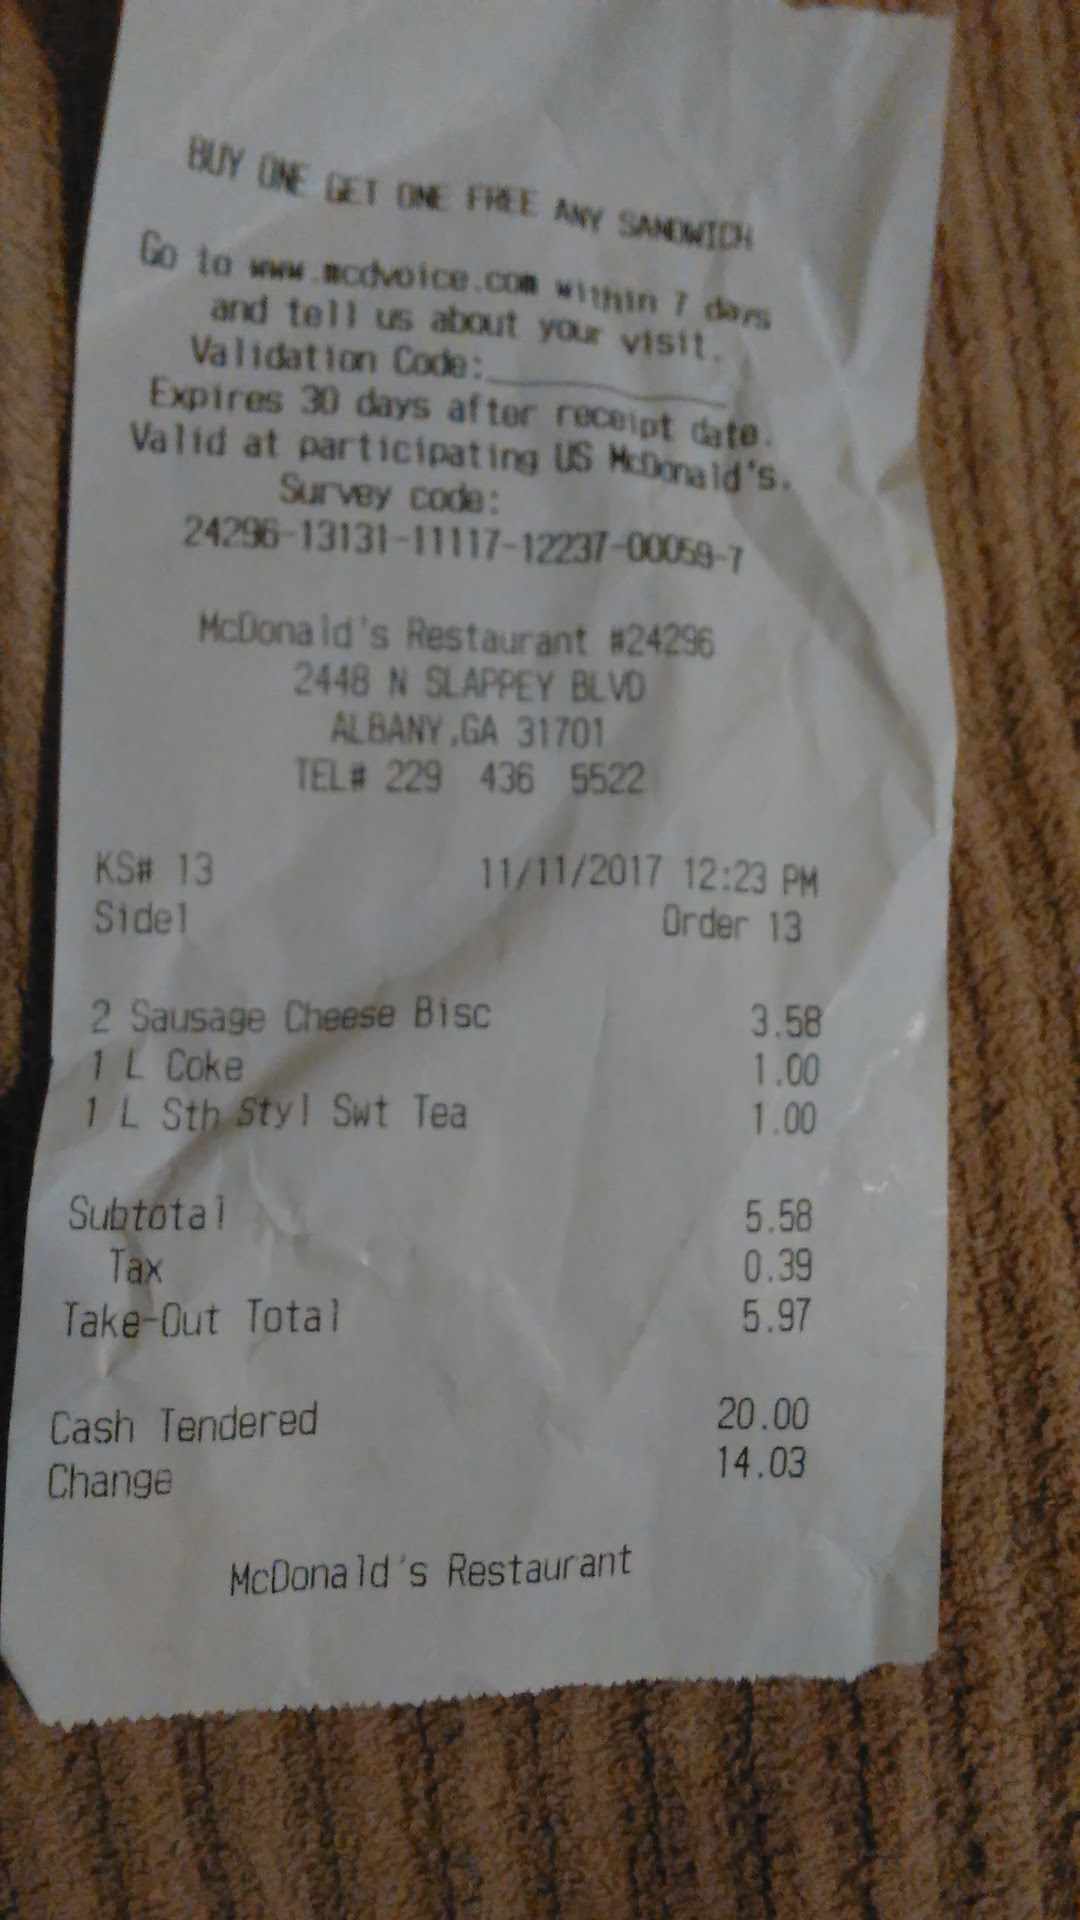 BUY ONE GET ONE FREE ANY SANDWICH
Go to www.mcdvoice.com within 7 days
and tell us about your visit.
Validation Code:____________
Expires 30 days after receipt date.
Valid at participating US McDonald's.
Survey code:
24296-13131-11117-12237-00059-7
McDonald's Restaurant #24296
2448 N SLAPPEY BLVD
ALBANY,GA 31701
TEL# 229 436 5522
KS# 13 11/11/2017 12:23 PM
Side1 Order 13
2 Sausage Cheese Bisc 3.58
1 L Coke 1.00
1 L Sth Styl Swt Tea 1.00
Subtotal 5.58
Tax 0.39
Take-Out Total 5.97
Cash Tendered 20.00
Change 14.03
McDonald's Restaurant